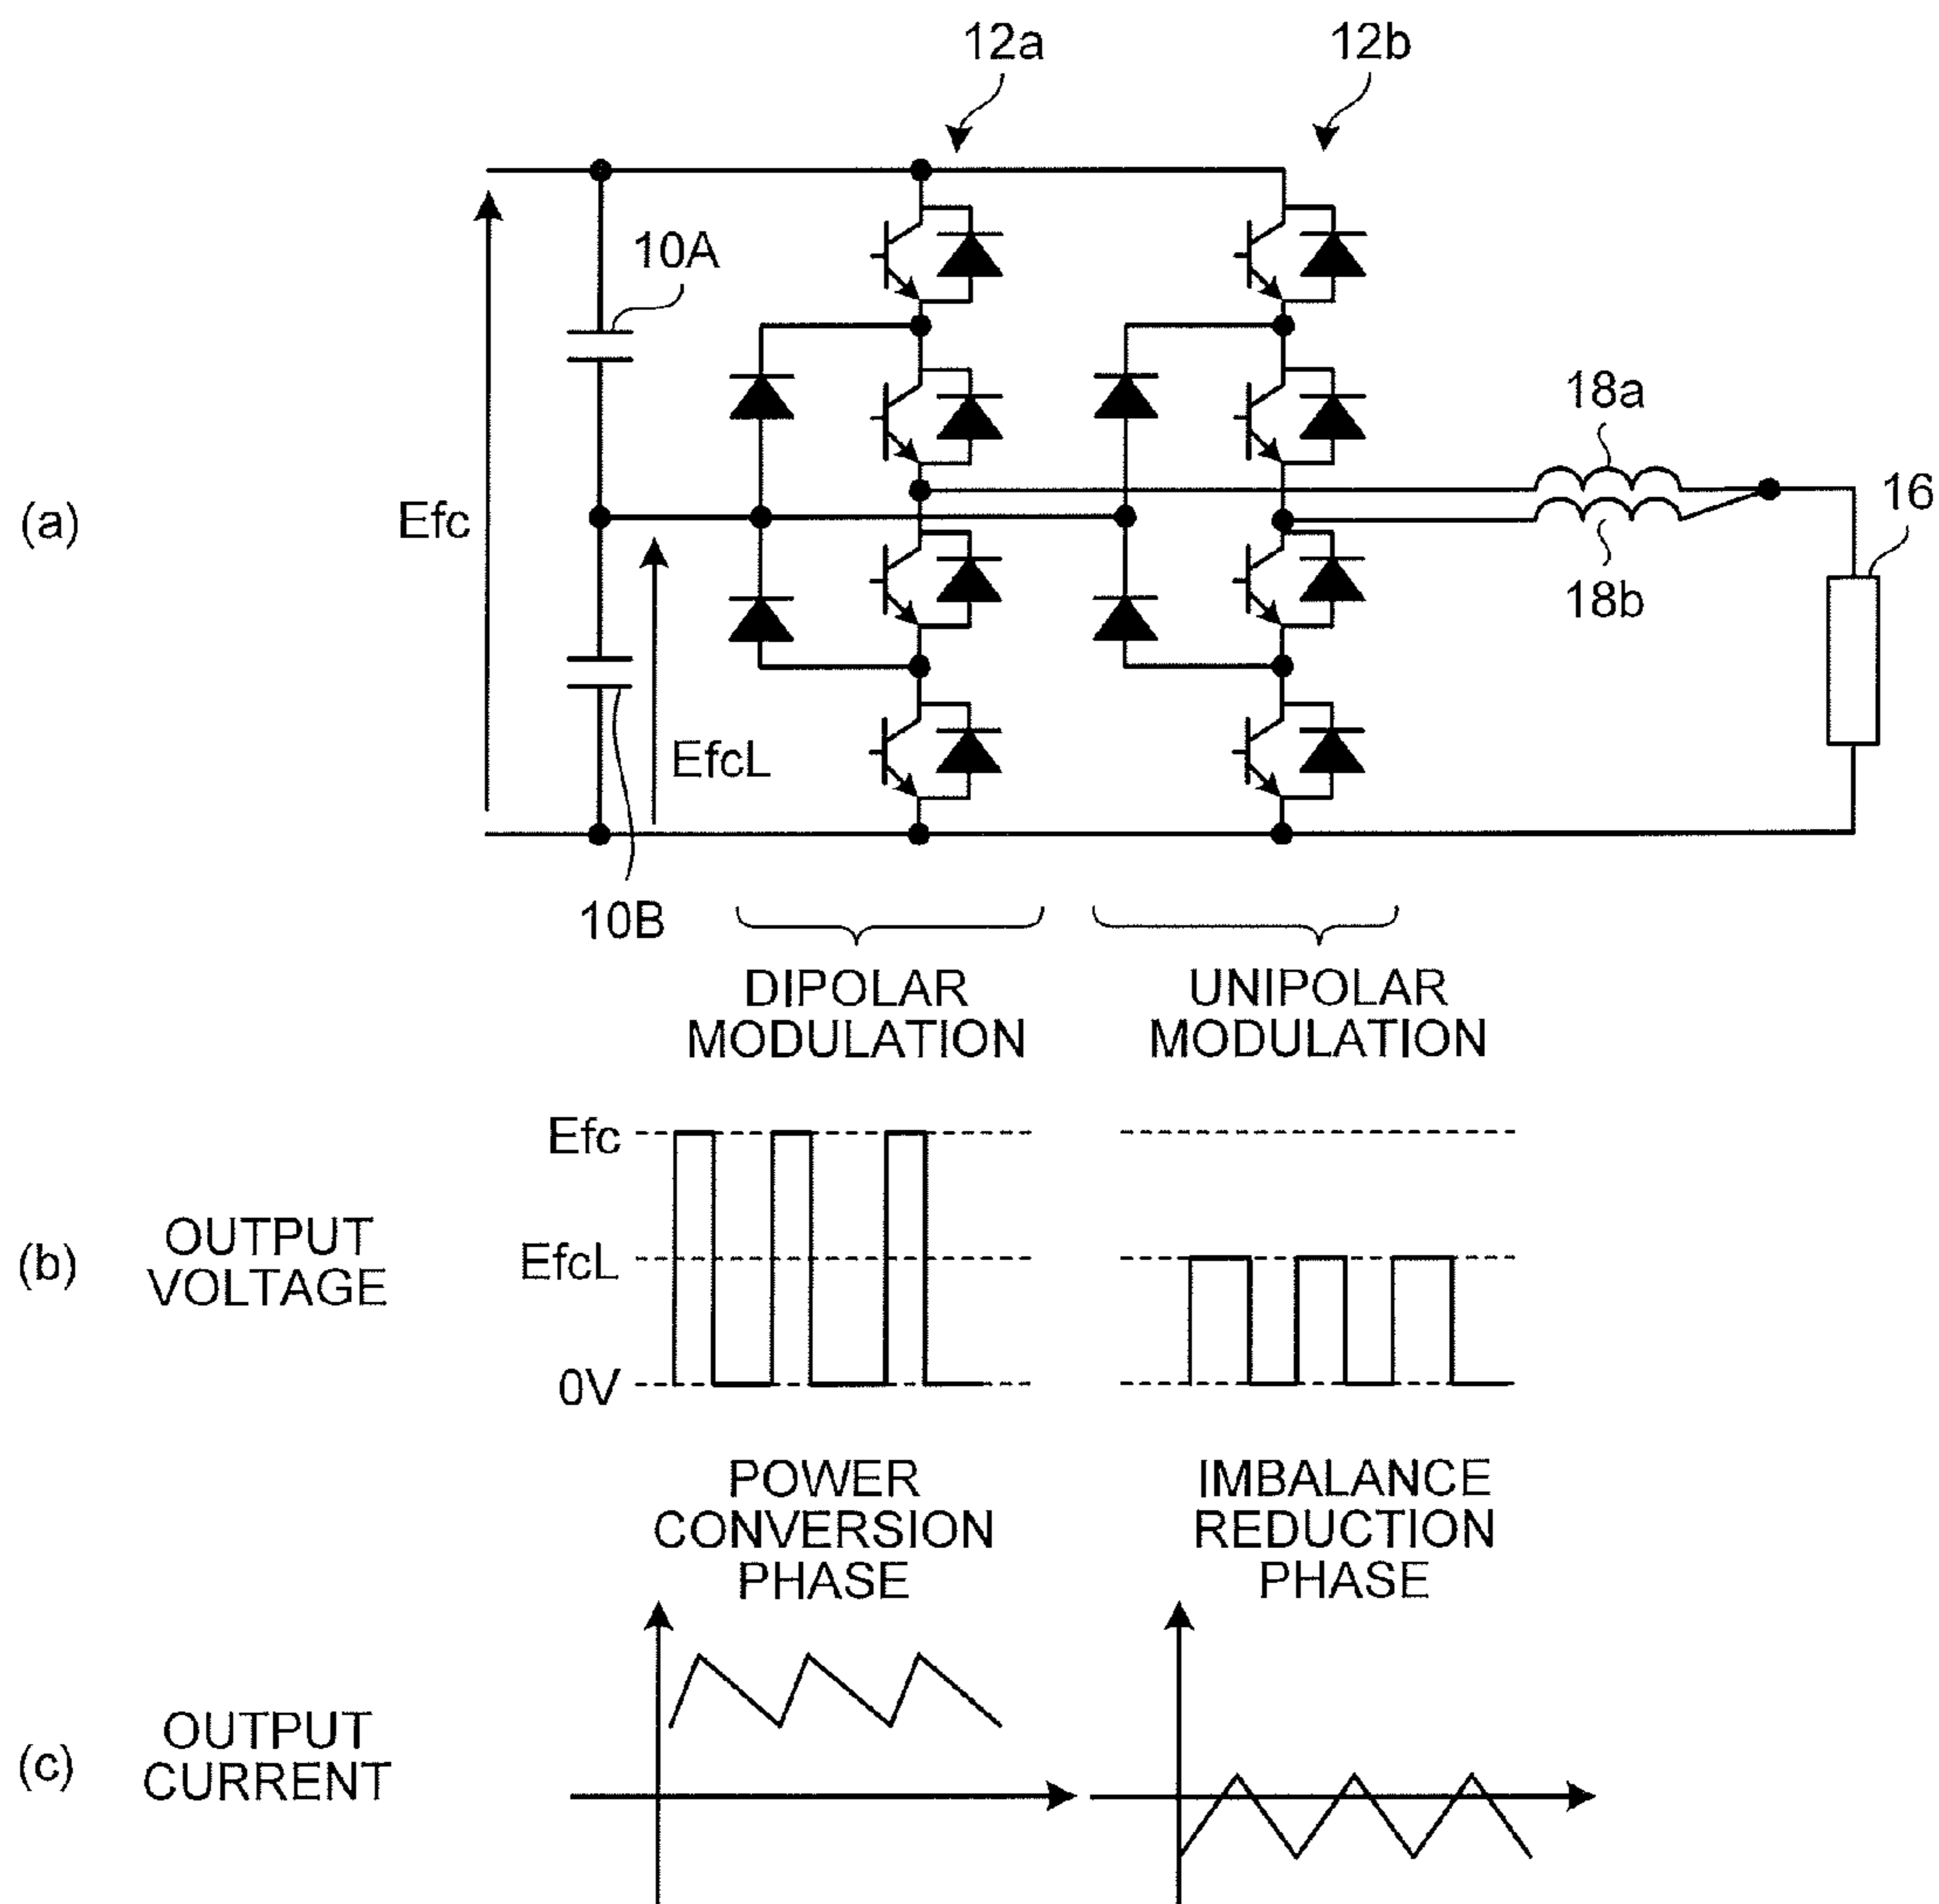 12a
12b
10A
18a
16
(a)
Efc
18b
EfcL
10B
DIPOLAR
MODULATION
UNIPOLAR
MODULATION
Efc
(b)
OUTPUT
VOLTAGE
EfcL
0V
POWER
CONVERSION
PHASE
IMBALANCE
REDUCTION
PHASE
(c)
OUTPUT
CURRENT